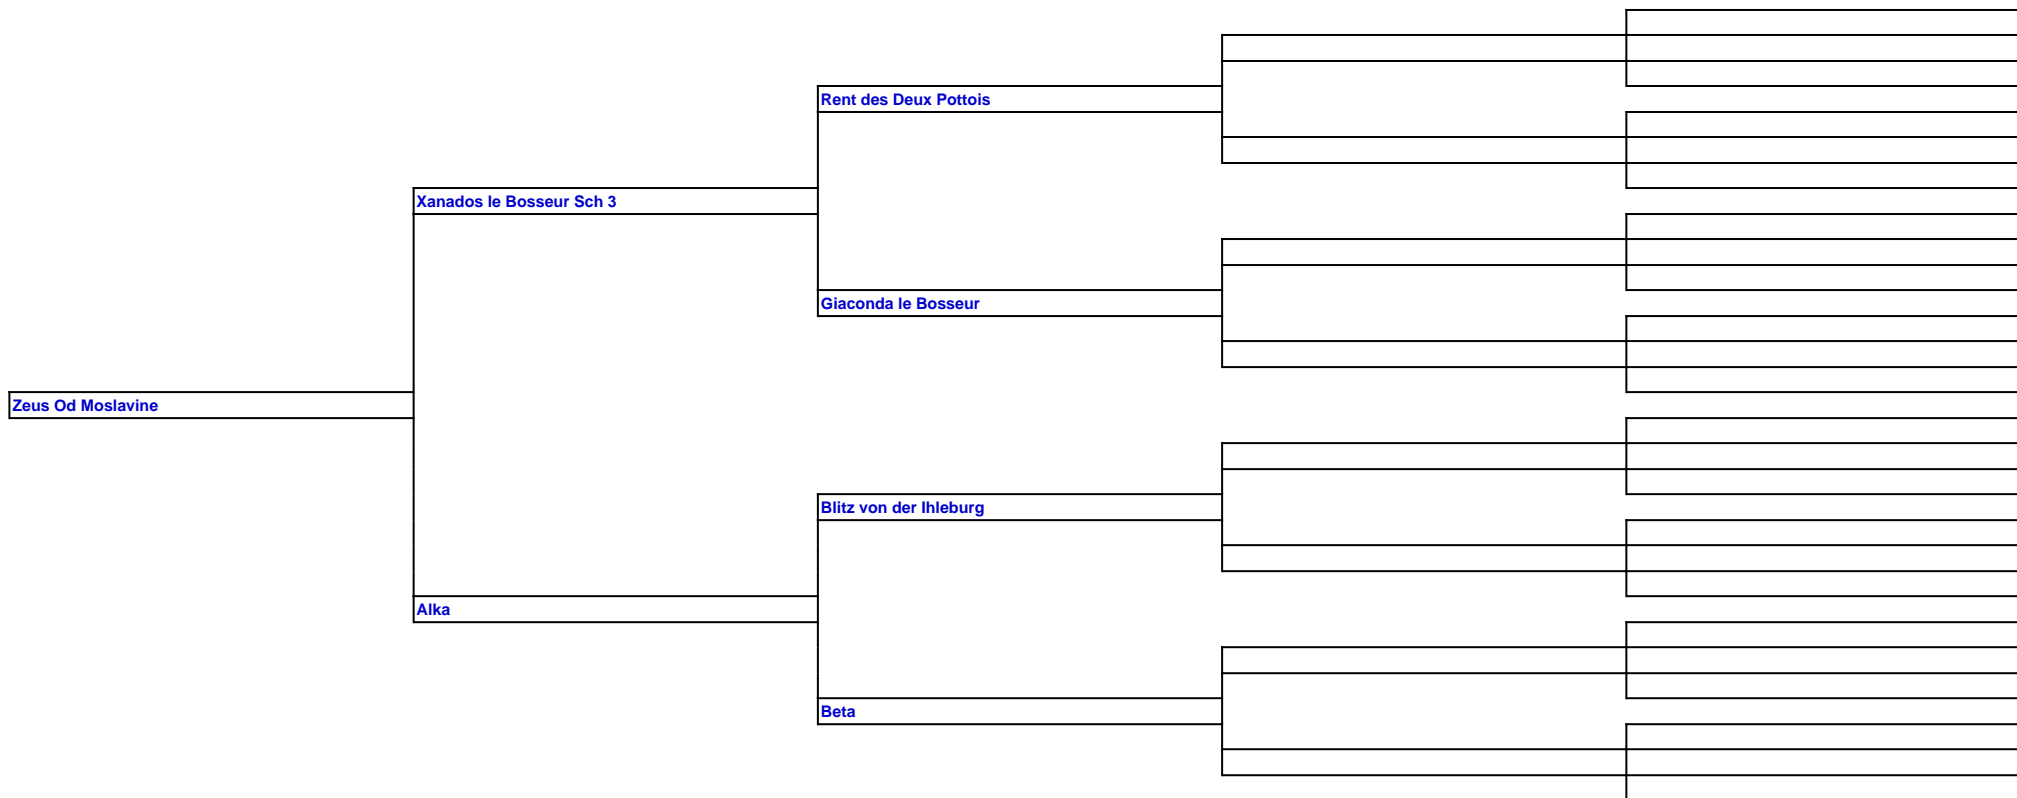 Rent des Deux Pottois
Xanados le Bosseur Sch 3
Giaconda le Bosseur
Zeus Od Moslavine
Blitz von der Ihleburg
Alka
Beta